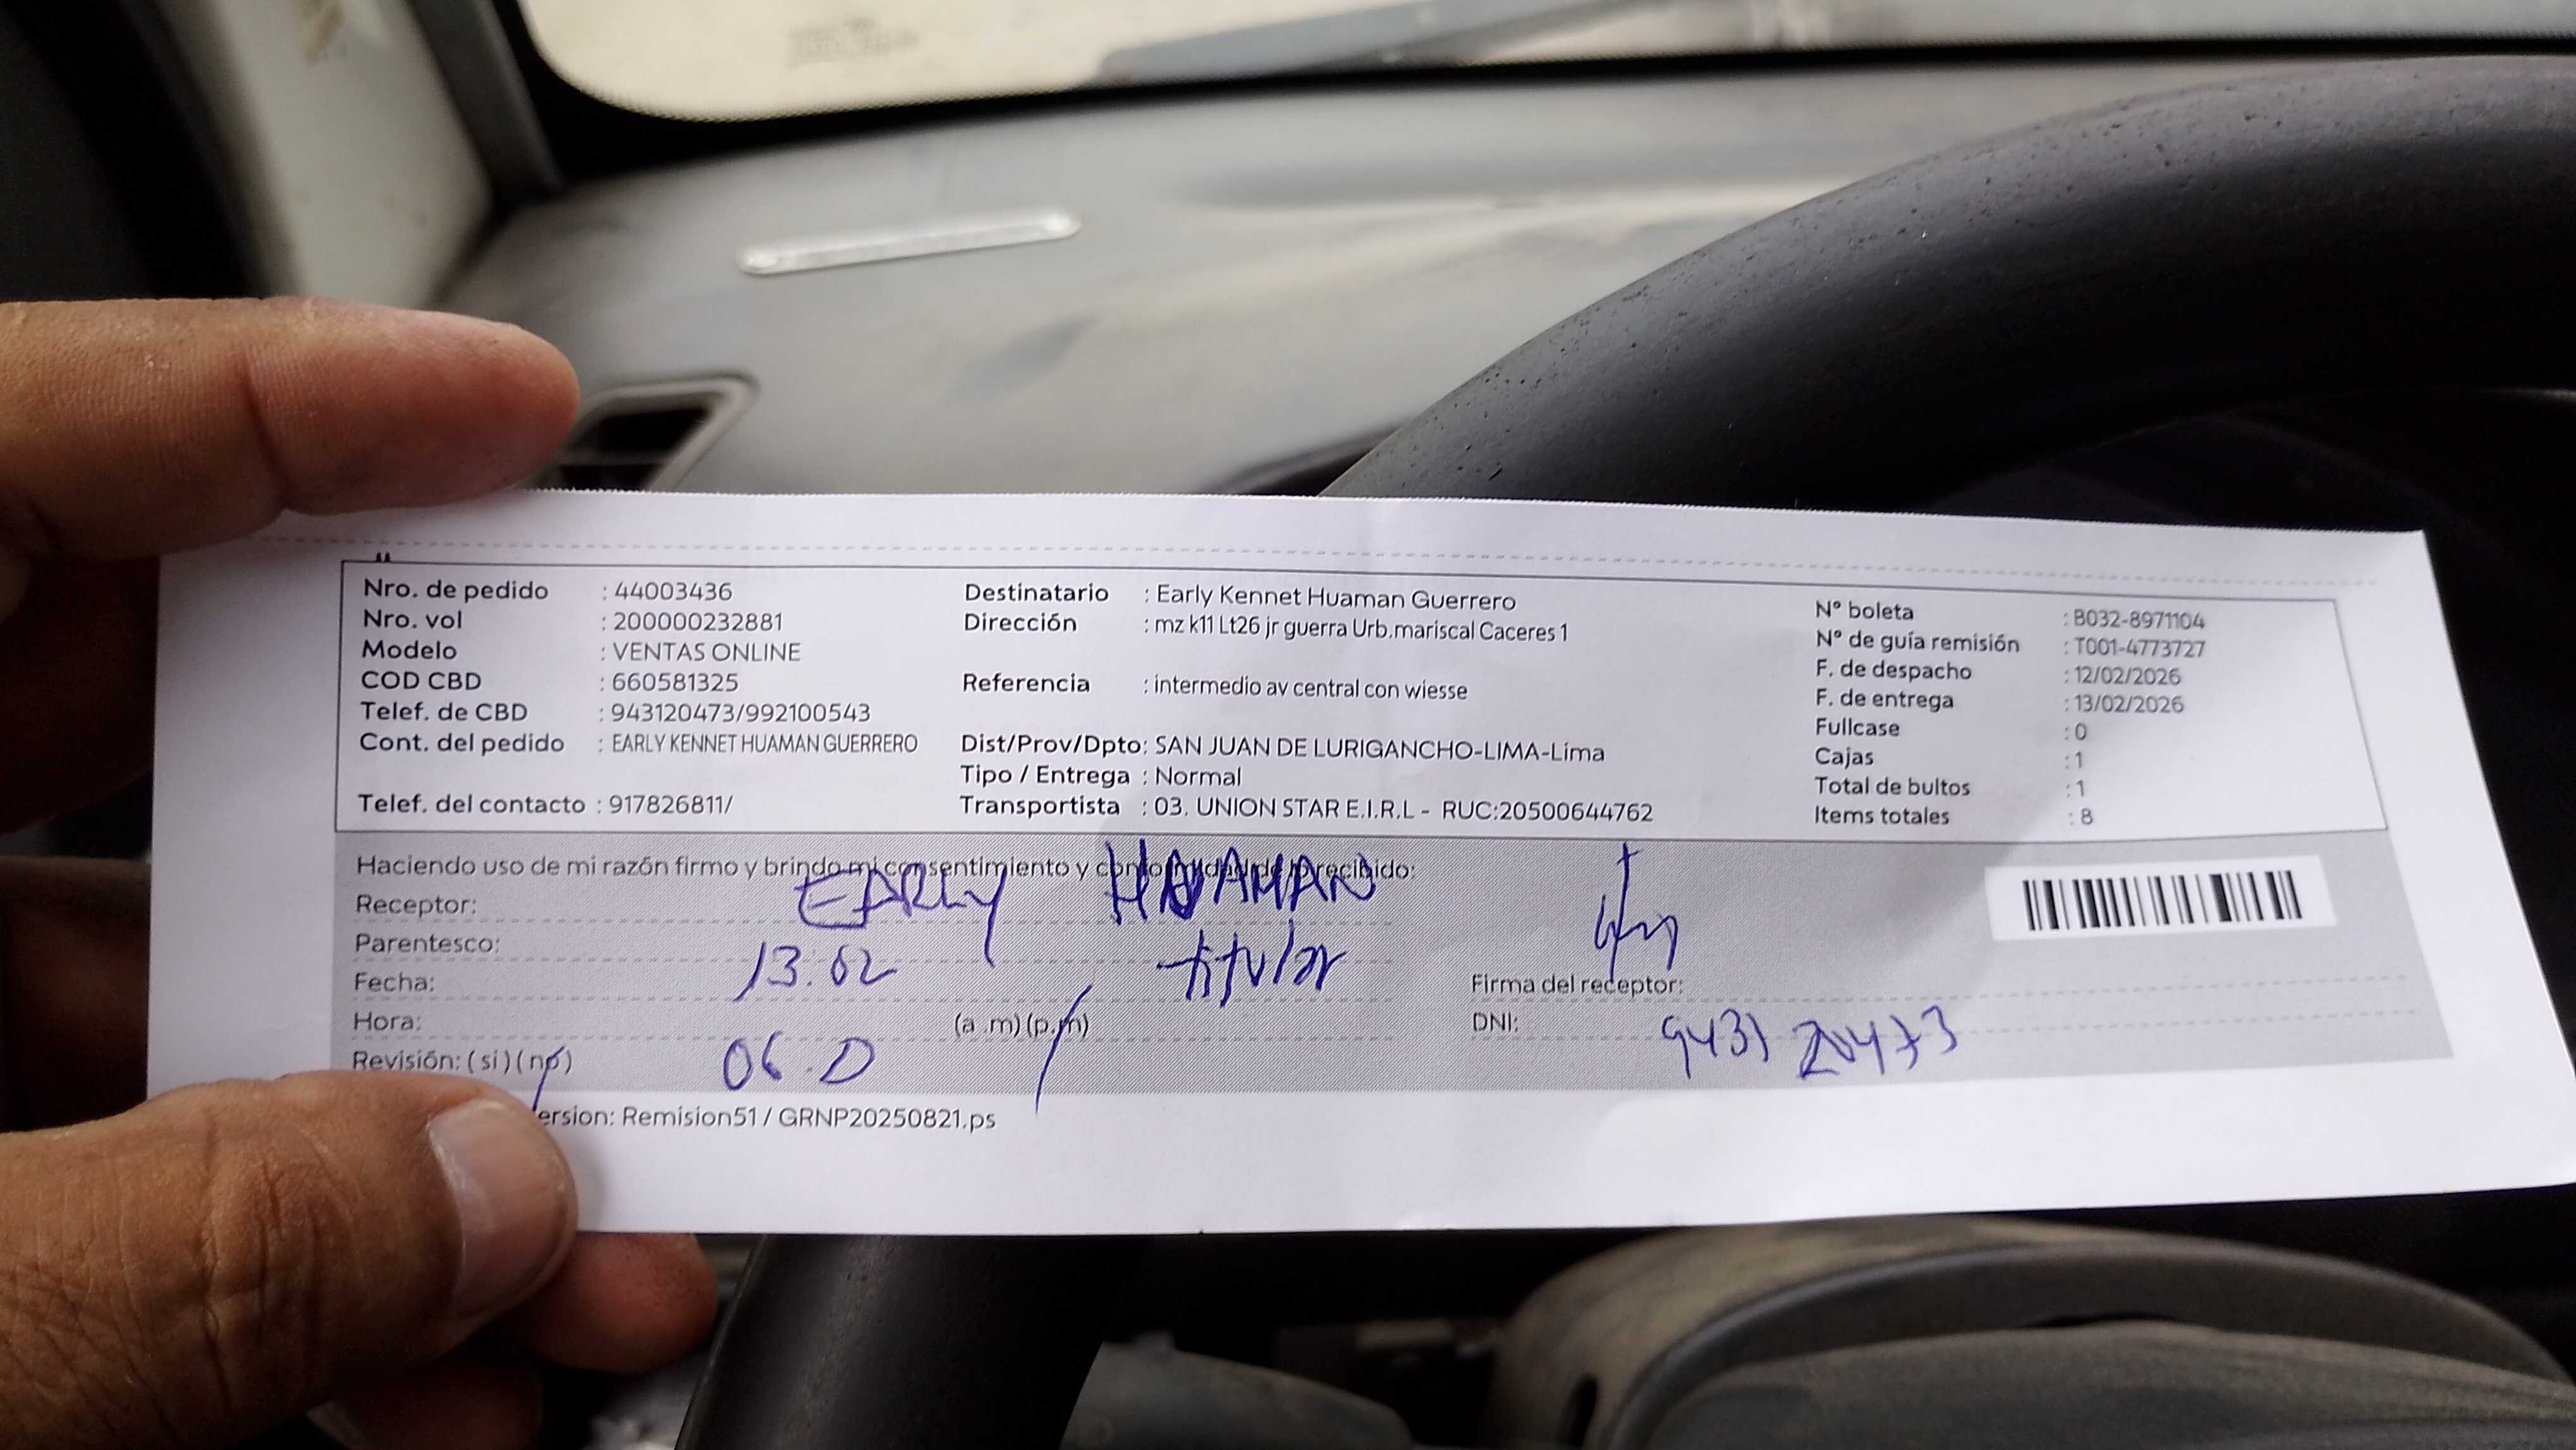 Nro. de pedido : 44003436
Nro. vol : 200000232881
Modelo : VENTAS ONLINE
COD CBD : 660581325
Telef. de CBD : 943120473/992100543
Cont. del pedido : EARLY KENNET HUAMAN GUERRERO
Telef. del contacto : 917826811/
Destinatario : Early Kennet Huaman Guerrero
Dirección : mz k11 Lt26 jr guerra Urb.mariscal Caceres 1
Referencia : intermedio av central con wiesse
Dist/Prov/Dpto: SAN JUAN DE LURIGANCHO-LIMA-Lima
Tipo / Entrega : Normal
Transportista : 03. UNION STAR E.I.R.L - RUC:20500644762
N° boleta : B032-8971104
N° de guía remisión : T001-4773727
F. de despacho : 12/02/2026
F. de entrega : 13/02/2026
Fullcase : 0
Cajas : 1
Total de bultos : 1
Items totales : 8
Haciendo uso de mi razón firmo y brindo mi consentimiento y conformidad de lo recibido:
Receptor: EARLY HUAMAN
Parentesco: titular
Fecha: 13.02
Hora: 06 (a .m) (p.m)
Revisión: ( si ) ( no )
Firma del receptor:
DNI: 943120473
ersion: Remision51 / GRNP20250821.ps